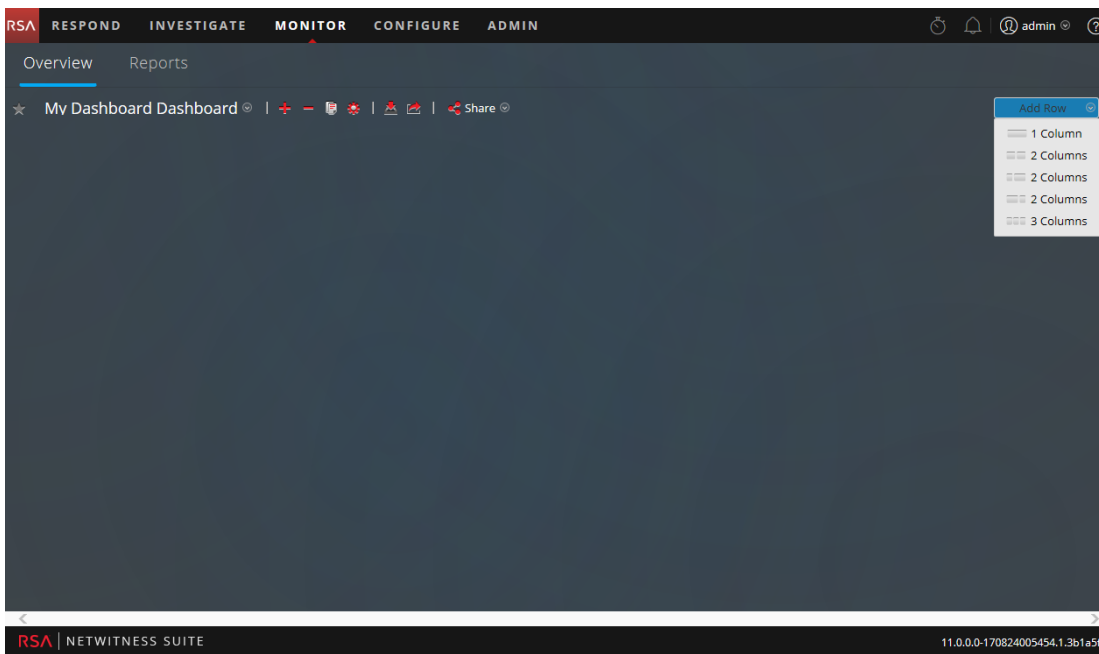 RSA RESPOND INVESTIGATE MONITOR CONFIGURE ADMIN admin ?
Overview Reports
My Dashboard Dashboard | | | Share Add Row
1 Column
2 Columns
2 Columns
2 Columns
3 Columns
RSA | NETWITNESS SUITE 11.0.0.0-170824005454.1.3b1a5